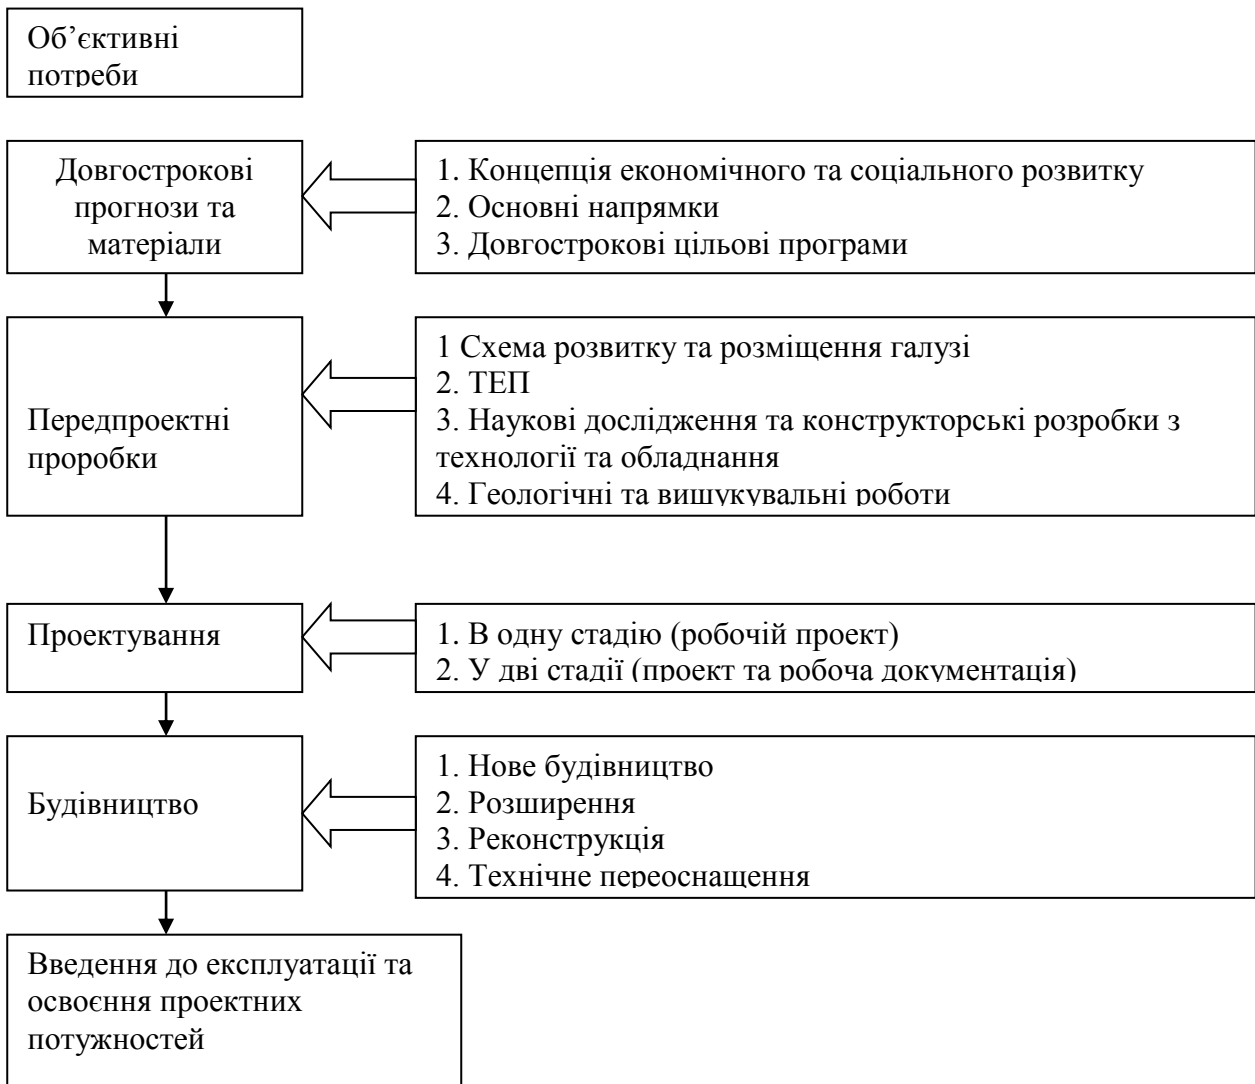 Об’єктивні
потреби
Довгострокові
прогнози та
матеріали
1. Концепція економічного та соціального розвитку
2. Основні напрямки
3. Довгострокові цільові програми
Передпроектні
проробки
1 Схема розвитку та розміщення галузі
2. ТЕП
3. Наукові дослідження та конструкторські розробки з
технології та обладнання
4. Геологічні та вишукувальні роботи
Проектування
1. В одну стадію (робочій проект)
2. У дві стадії (проект та робоча документація)
Будівництво
1. Нове будівництво
2. Розширення
3. Реконструкція
4. Технічне переоснащення
Введення до експлуатації та
освоєння проектних
потужностей